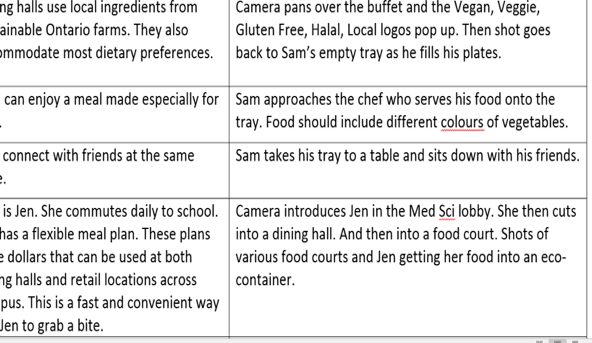 ng halls use local ingredients from
ainable Ontario farms. They also
ommodate most dietary preferences.
Camera pans over the buffet and the Vegan, Veggie,
Gluten Free, Halal, Local logos pop up. Then shot goes
back to Sam’s empty tray as he fills his plates.
can enjoy a meal made especially for
.
Sam approaches the chef who serves his food onto the
tray. Food should include different colours of vegetables.
connect with friends at the same
e.
Sam takes his tray to a table and sits down with his friends.
is Jen. She commutes daily to school.
has a flexible meal plan. These plans
e dollars that can be used at both
ng halls and retail locations across
pus. This is a fast and convenient way
Jen to grab a bite.
Camera introduces Jen in the Med Sci lobby. She then cuts
into a dining hall. And then into a food court. Shots of
various food courts and Jen getting her food into an eco-
container.